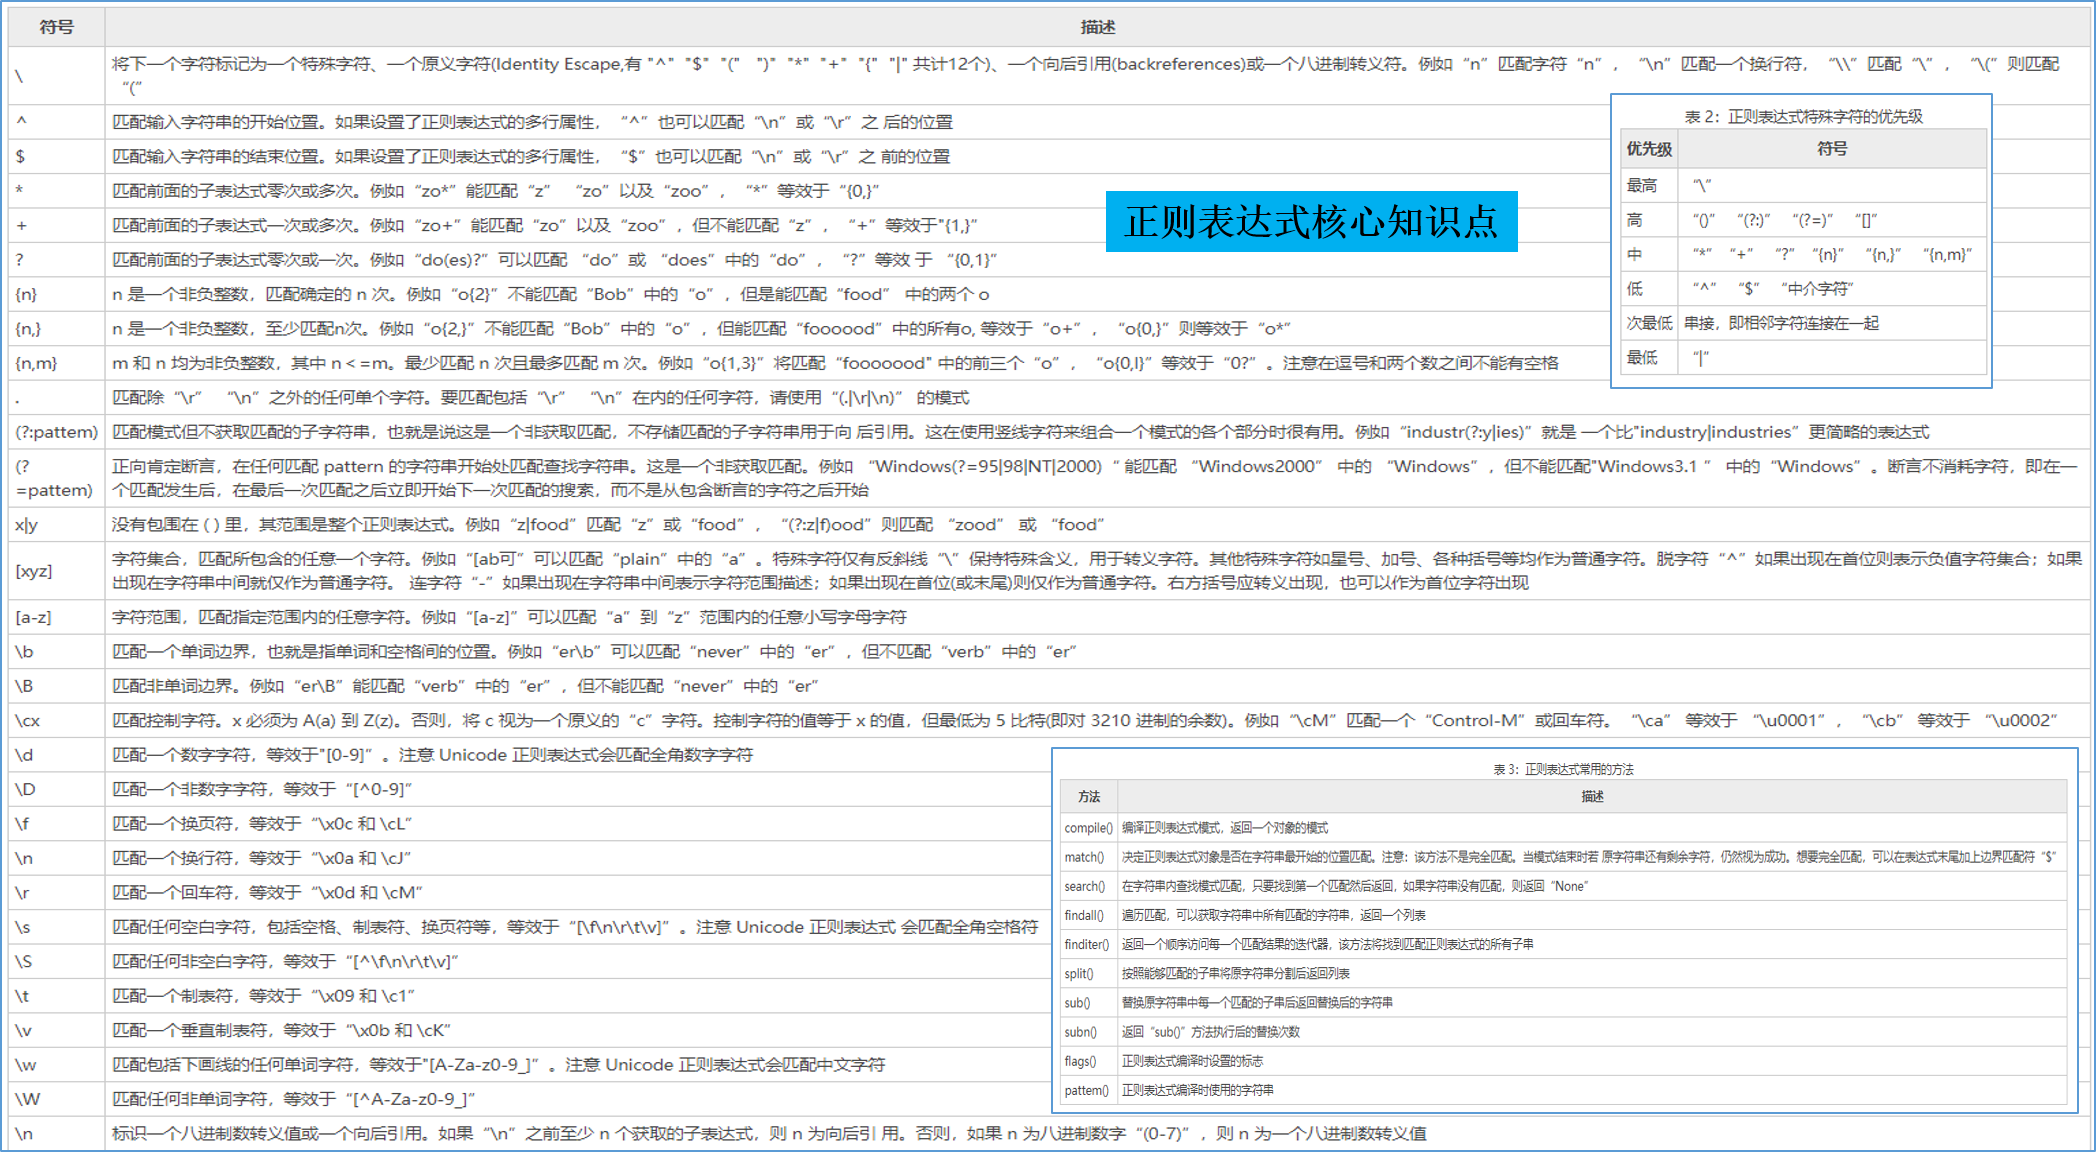 符号 描述
\ 将下一个字符标记为一个特殊字符、一个原义字符(Identity Escape,有 "^" "$" "(" ")" "*" "+" "{" "|" 共计12个)、一个向后引用(backreferences)或一个八进制转义符。例如“n”匹配字符“n”，“\n”匹配一个换行符，“\\”匹配“\”，“\(”则匹配
“(”
^ 匹配输入字符串的开始位置。如果设置了正则表达式的多行属性，“^”也可以匹配“\n”或“\r”之 后的位置
$ 匹配输入字符串的结束位置。如果设置了正则表达式的多行属性，“$”也可以匹配“\n”或“\r”之 前的位置
* 匹配前面的子表达式零次或多次。例如“zo*”能匹配“z” “zo”以及“zoo”，“*”等效于“{0,}”
+ 匹配前面的子表达式一次或多次。例如“zo+”能匹配“zo”以及“zoo”，但不能匹配“z”，“+”等效于"{1,}”
? 匹配前面的子表达式零次或一次。例如“do(es)?”可以匹配 “do”或 “does”中的“do”，“?”等效 于 “{0,1}”
{n} n 是一个非负整数，匹配确定的 n 次。例如“o{2}”不能匹配“Bob”中的“o”，但是能匹配“food” 中的两个 o
{n,} n 是一个非负整数，至少匹配n次。例如“o{2,}”不能匹配“Bob”中的“o”，但能匹配“foooood”中的所有o, 等效于“o+”，“o{0,}”则等效于“o*”
{n,m} m 和 n 均为非负整数，其中 n < =m。最少匹配 n 次且最多匹配 m 次。例如“o{1,3}”将匹配“fooooood" 中的前三个“o”，“o{0,l}”等效于“0?”。注意在逗号和两个数之间不能有空格
. 匹配除“\r” “\n”之外的任何单个字符。要匹配包括“\r” “\n”在内的任何字符，请使用“(.|\r|\n)” 的模式
(?:pattem) 匹配模式但不获取匹配的子字符串，也就是说这是一个非获取匹配，不存储匹配的子字符串用于向 后引用。这在使用竖线字符来组合一个模式的各个部分时很有用。例如“industr(?:y|ies)”就是 一个比"industry|industries”更简略的表达式
(?
=pattem) 正向肯定断言，在任何匹配 pattern 的字符串开始处匹配查找字符串。这是一个非获取匹配。例如 “Windows(?=95|98|NT|2000) “能匹配 “Windows2000” 中的 “Windows”，但不能匹配"Windows3.1 ” 中的“Windows”。断言不消耗字符，即在一
个匹配发生后，在最后一次匹配之后立即开始下一次匹配的搜索，而不是从包含断言的字符之后开始
x|y 没有包围在 ( ) 里，其范围是整个正则表达式。例如“z|food”匹配“z”或“food”，“(?:z|f)ood”则匹配 “zood” 或 “food”
[xyz] 字符集合，匹配所包含的任意一个字符。例如“[ab可”可以匹配“plain”中的“a”。特殊字符仅有反斜线“\”保持特殊含义，用于转义字符。其他特殊字符如星号、加号、各种括号等均作为普通字符。脱字符“^”如果出现在首位则表示负值字符集合；如果
出现在字符串中间就仅作为普通字符。 连字符“-”如果出现在字符串中间表示字符范围描述；如果出现在首位(或末尾)则仅作为普通字符。右方括号应转义出现，也可以作为首位字符出现
[a-z] 字符范围，匹配指定范围内的任意字符。例如“[a-z]”可以匹配“a”到“z”范围内的任意小写字母字符
\b 匹配一个单词边界，也就是指单词和空格间的位置。例如“er\b”可以匹配“never”中的“er”，但不匹配“verb”中的“er”
\B 匹配非单词边界。例如“er\B”能匹配“verb”中的“er”，但不能匹配“never”中的“er”
\cx 匹配控制字符。x 必须为 A(a) 到 Z(z)。否则，将 c 视为一个原义的“c”字符。控制字符的值等于 x 的值，但最低为 5 比特(即对 3210 进制的余数)。例如“\cM”匹配一个“Control-M”或回车符。“\ca” 等效于 “\u0001”，“\cb” 等效于 “\u0002”
\d 匹配一个数字字符，等效于"[0-9]”。注意 Unicode 正则表达式会匹配全角数字字符
\D 匹配一个非数字字符，等效于“[^0-9]”
\f 匹配一个换页符，等效于“\x0c 和 \cL”
\n 匹配一个换行符，等效于“\x0a 和 \cJ”
\r 匹配一个回车符，等效于“\x0d 和 \cM”
\s 匹配任何空白字符，包括空格、制表符、换页符等，等效于“[\f\n\r\t\v]”。注意 Unicode 正则表达式 会匹配全角空格符
\S 匹配任何非空白字符，等效于“[^\f\n\r\t\v]”
\t 匹配一个制表符，等效于“\x09 和 \c1”
\v 匹配一个垂直制表符，等效于“\x0b 和 \cK”
\w 匹配包括下画线的任何单词字符，等效于"[A-Za-z0-9_]”。注意 Unicode 正则表达式会匹配中文字符
\W 匹配任何非单词字符，等效于“[^A-Za-z0-9_]”
\n 标识一个八进制数转义值或一个向后引用。如果“\n”之前至少 n 个获取的子表达式，则 n 为向后引 用。否则，如果 n 为八进制数字“(0-7)”，则 n 为一个八进制数转义值
正则表达式核心知识点
表 2：正则表达式特殊字符的优先级
优先级 符号
最高 “\”
高 “()” “(?:)” “(?=)” “[]”
中 “*” “+” “?” “{n}” “{n,}” “{n,m}”
低 “^” “$” “中介字符”
次最低 串接，即相邻字符连接在一起
最低 “|”
表 3：正则表达式常用的方法
方法 描述
compile() 编译正则表达式模式，返回一个对象的模式
match() 决定正则表达式对象是否在字符串最开始的位置匹配。注意：该方法不是完全匹配。当模式结束时若 原字符串还有剩余字符，仍然视为成功。想要完全匹配，可以在表达式末尾加上边界匹配符“$”
search() 在字符串内查找模式匹配，只要找到第一个匹配然后返回，如果字符串没有匹配，则返回“None”
findall() 遍历匹配，可以获取字符串中所有匹配的字符串，返回一个列表
finditer() 返回一个顺序访问每一个匹配结果的迭代器，该方法将找到匹配正则表达式的所有子串
split() 按照能够匹配的子串将原字符串分割后返回列表
sub() 替换原字符串中每一个匹配的子串后返回替换后的字符串
subn() 返回“sub()”方法执行后的替换次数
flags() 正则表达式编译时设置的标志
pattem() 正则表达式编译时使用的字符串